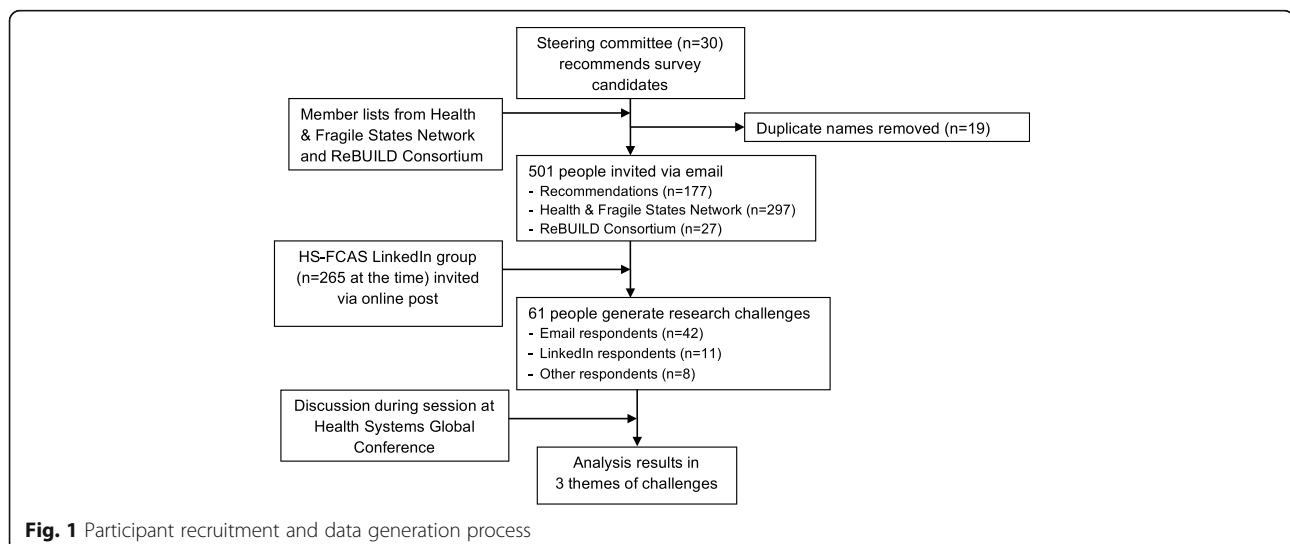 Steering committee (n=30)
recommends survey
candidates
Member lists from Health
& Fragile States Network
and ReBUILD Consortium
Duplicate names removed (n=19)
501 people invited via email
- Recommendations (n=177)
- Health & Fragile States Network (n=297)
- ReBUILD Consortium (n=27)
HS-FCAS LinkedIn group
(n=265 at the time) invited
via online post
61 people generate research challenges
- Email respondents (n=42)
- LinkedIn respondents (n=11)
- Other respondents (n=8)
Discussion during session at
Health Systems Global
Conference
Analysis results in
3 themes of challenges
Fig. 1 Participant recruitment and data generation process